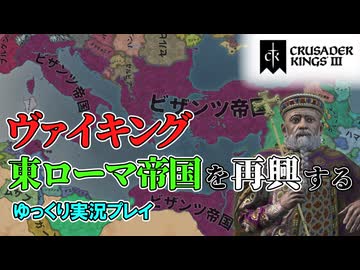 CRUSADER
KINGS III
ビザンツ帝国
ビザンツ帝国
ヴァイキング
東ローマ帝国を再興する
ゆっくり実況プレイ
ビザンツ帝国